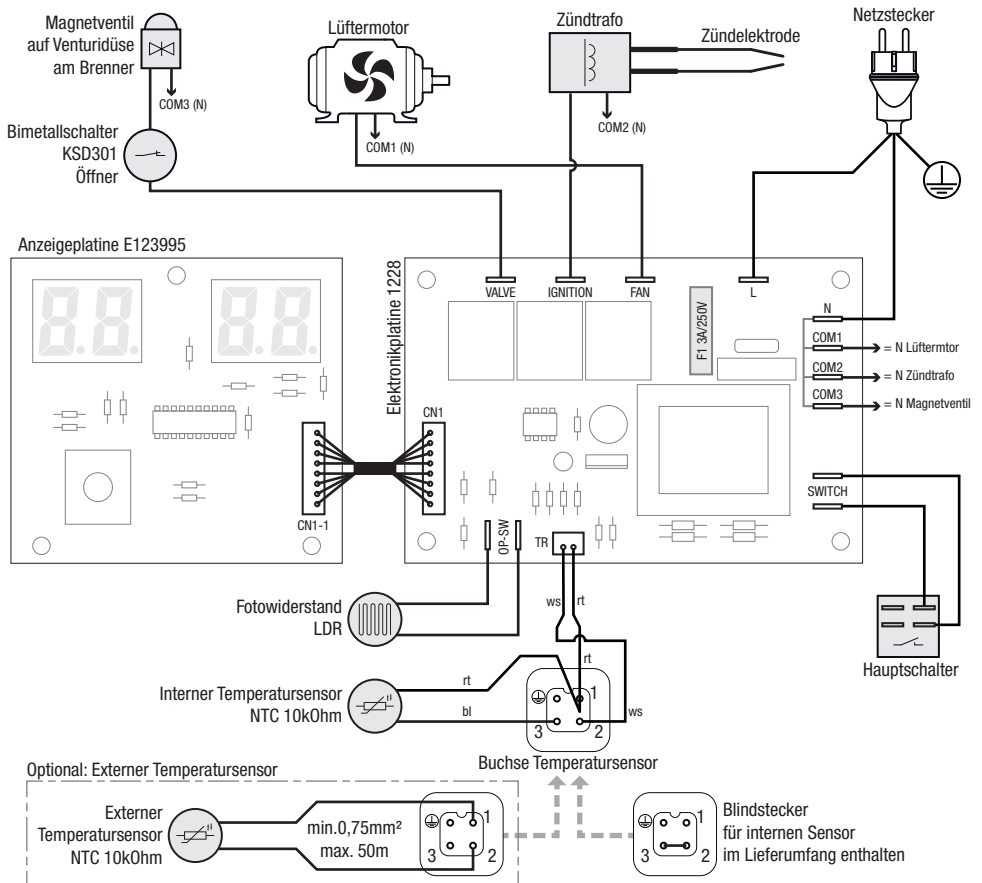 Magnetventil
auf Venturidüse
am Brenner
COM3 (N)
Lüftermotor
COM1 (N)
Zündtrafo
Zündelektrode
COM2 (N)
Netzstecker
Bimetallschalter
KSD301
Öffner
Anzeigeplatine E123995
Elektronikplatine 1228
VALVE
IGNITION
FAN
L
F1 3A/250V
N
COM1
= N Lüftermtor
COM2
= N Zündtrafo
COM3
= N Magnetventil
CN1
CN1-1
SWITCH
OP-SW
TR
ws
rt
Fotowiderstand
LDR
Hauptschalter
rt
Interner Temperatursensor
NTC 10kOhm
rt
bl
ws
1
3
2
Buchse Temperatursensor
Optional: Externer Temperatursensor
Externer
Temperatursensor
NTC 10kOhm
min.0,75mm²
max. 50m
1
3
2
1
3
2
Blindstecker
für internen Sensor
im Lieferumfang enthalten